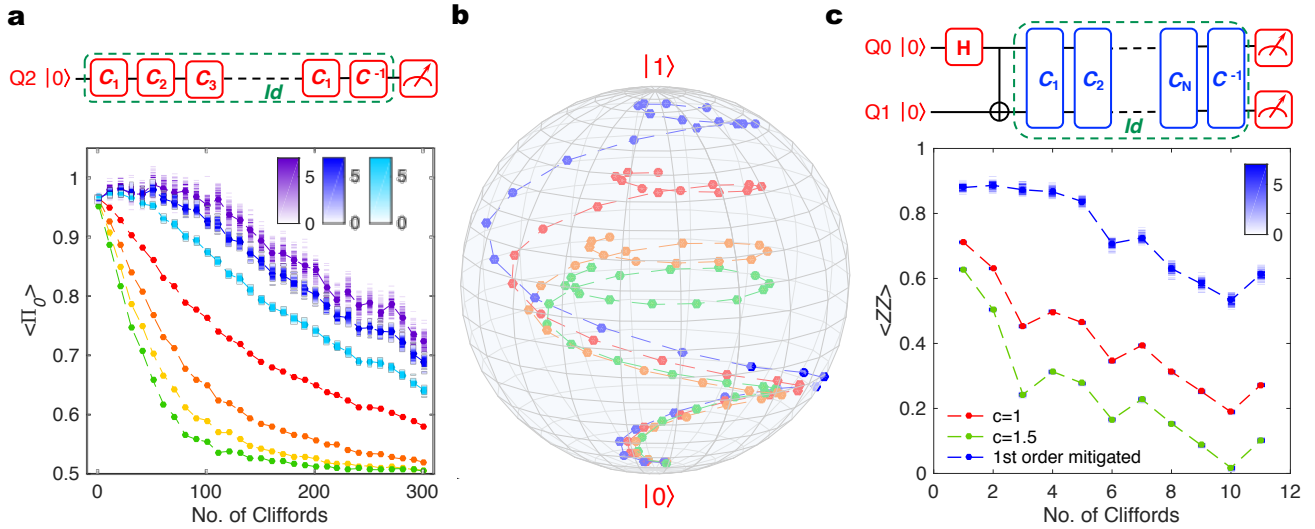 a
Q2 |0⟩ C₁ C₂ C₃ C₁ C⁻¹
Id
<Π₀>
1
0.9
0.8
0.7
0.6
0.5
5 5 5
0 0 0
0 100 200 300
No. of Cliffords
b
|1⟩
|0⟩
c
Q0 |0⟩ H
Q1 |0⟩
C₁ C₂ C_N C⁻¹
Id
<ZZ>
1
0.8
0.6
0.4
0.2
0
5
0
c=1
c=1.5
1st order mitigated
0 2 4 6 8 10 12
No. of Cliffords